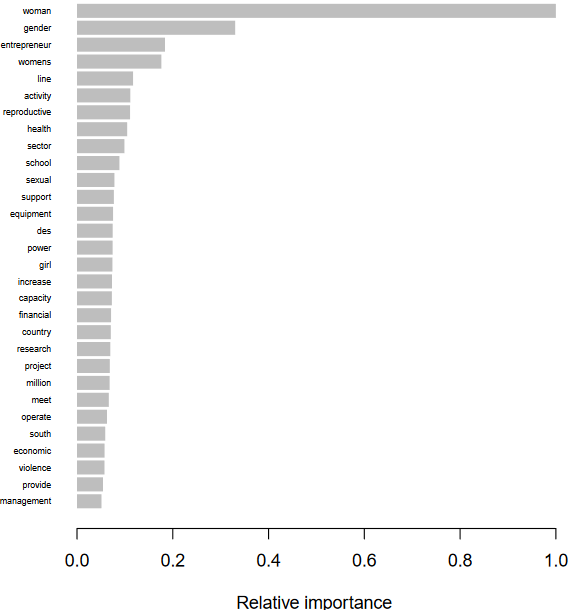 woman
gender
entrepreneur
womens
line
activity
reproductive
health
sector
school
sexual
support
equipment
des
power
girl
increase
capacity
financial
country
research
project
million
meet
operate
south
economic
violence
provide
management
0.0 0.2 0.4 0.6 0.8 1.0
Relative importance